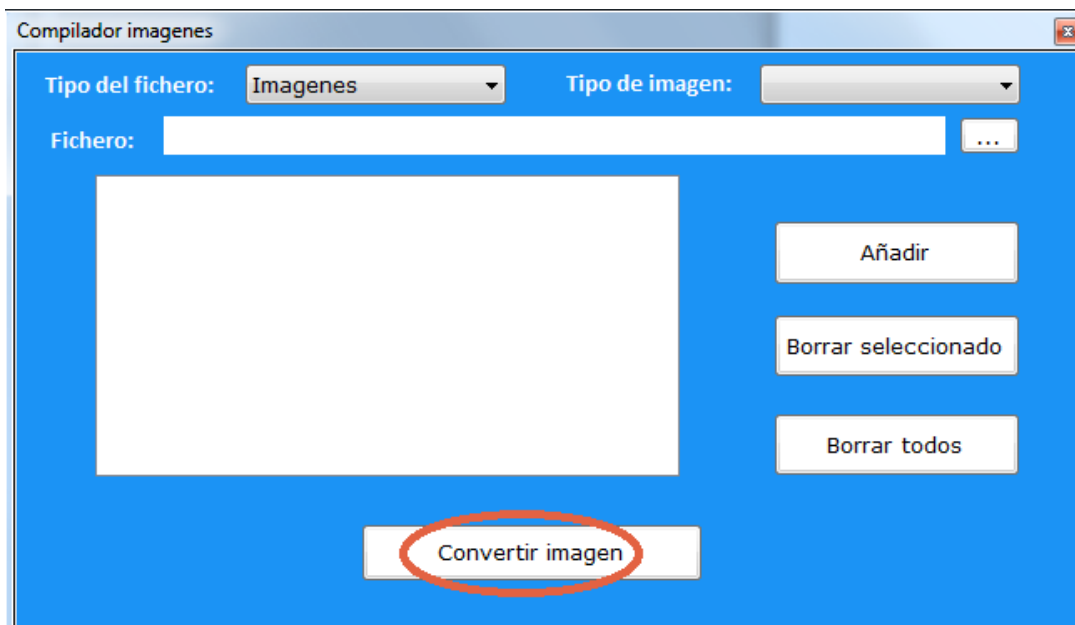 Compilador imagenes
Tipo del fichero: Imagenes Tipo de imagen:
Fichero: ...
Añadir
Borrar seleccionado
Borrar todos
Convertir imagen